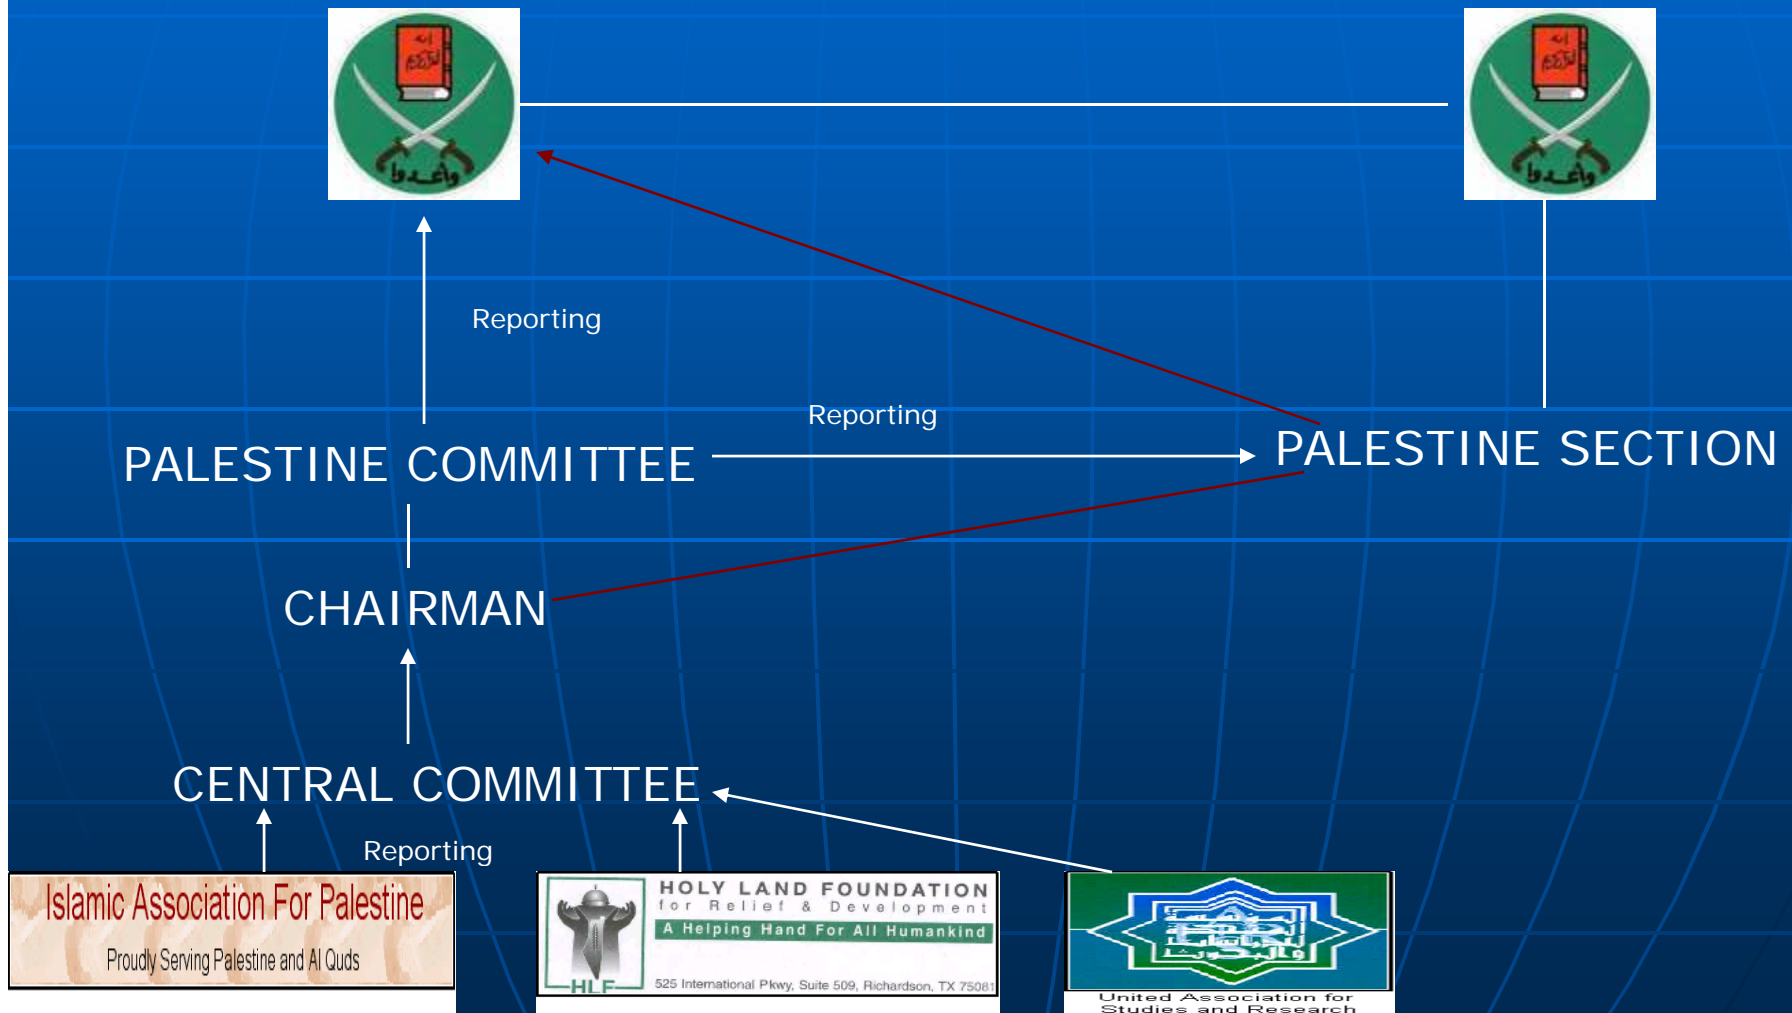 وأعدوا
وأعدوا
Reporting
Reporting
PALESTINE COMMITTEE
PALESTINE SECTION
CHAIRMAN
CENTRAL COMMITTEE
Reporting
Islamic Association For Palestine
Proudly Serving Palestine and Al Quds
HOLY LAND FOUNDATION
for Relief & Development
A Helping Hand For All Humankind
HLF
525 International Pkwy, Suite 509, Richardson, TX 75081
United Association for
Studies and Research